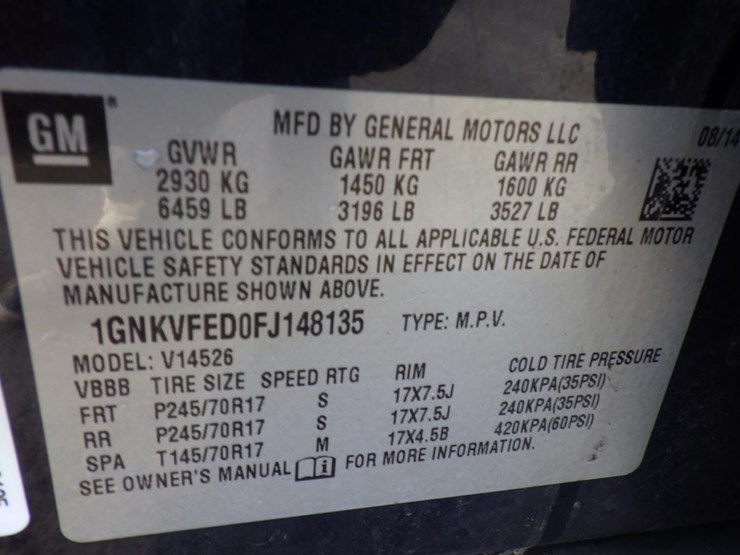 GM
MFD BY GENERAL MOTORS LLC 08/14
GVWR GAWR FRT GAWR RR
2930 KG 1450 KG 1600 KG
6459 LB 3196 LB 3527 LB
THIS VEHICLE CONFORMS TO ALL APPLICABLE U.S. FEDERAL MOTOR
VEHICLE SAFETY STANDARDS IN EFFECT ON THE DATE OF
MANUFACTURE SHOWN ABOVE.
1GNKVFED0FJ148135 TYPE: M.P.V.
MODEL: V14526
VBBB TIRE SIZE SPEED RTG RIM COLD TIRE PRESSURE
FRT P245/70R17 S 17X7.5J 240KPA(35PSI)
RR P245/70R17 S 17X7.5J 240KPA(35PSI)
SPA T145/70R17 M 17X4.5B 420KPA(60PSI)
SEE OWNER'S MANUAL i FOR MORE INFORMATION.